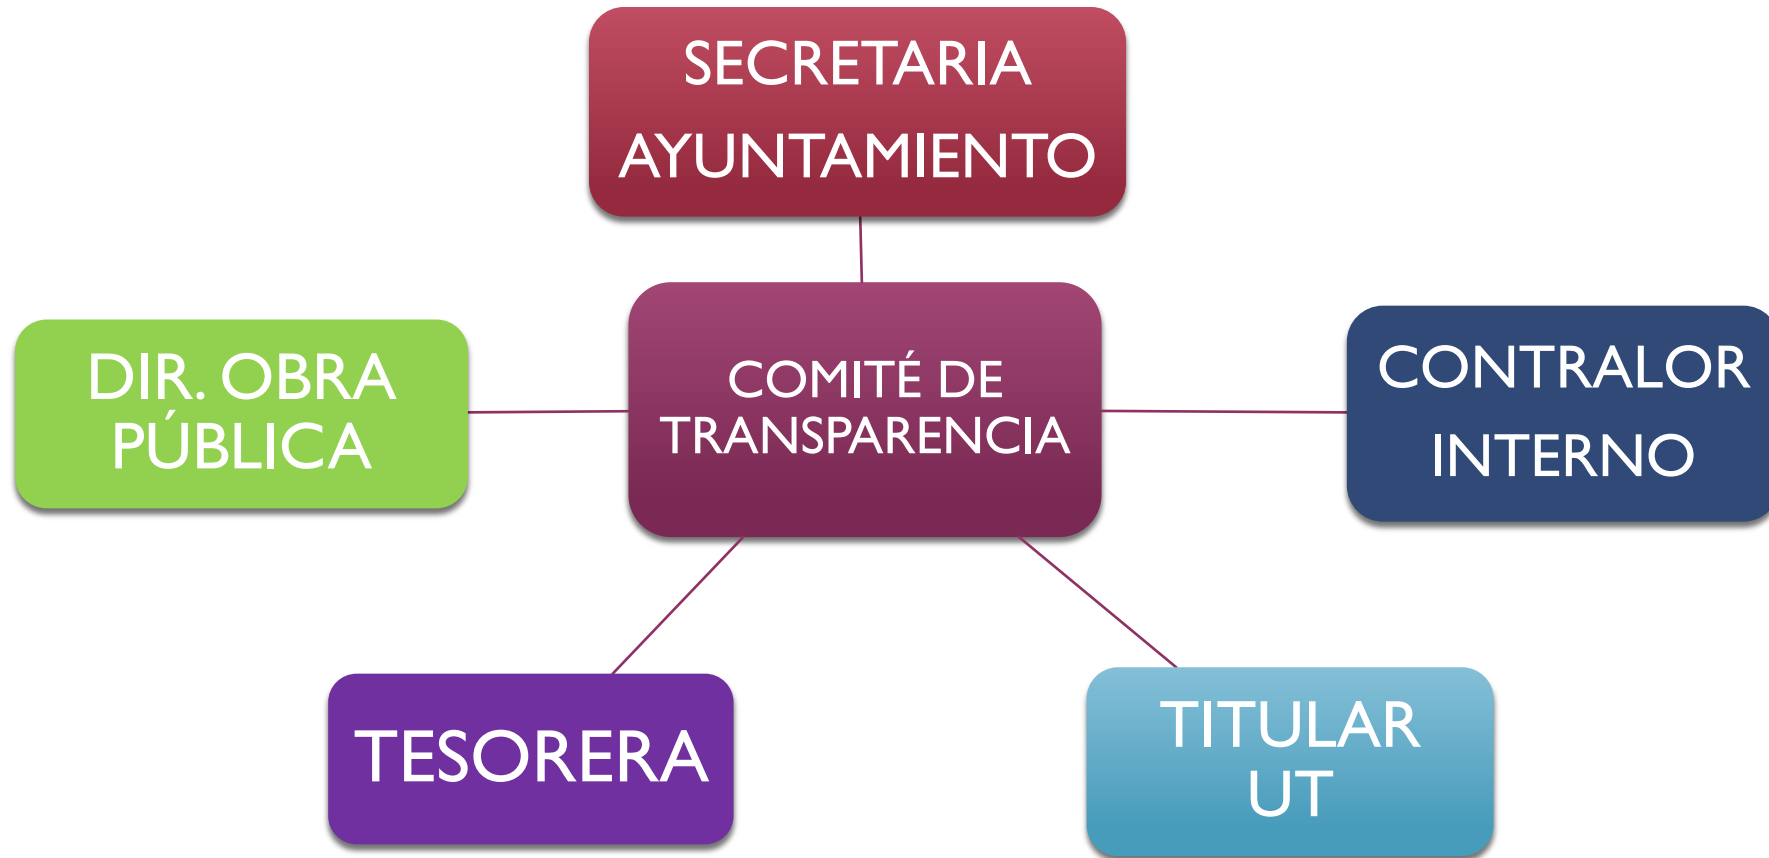 SECRETARIA
AYUNTAMIENTO
DIR. OBRA
PÚBLICA
COMITÉ DE
TRANSPARENCIA
CONTRALOR
INTERNO
TESORERA
TITULAR
UT